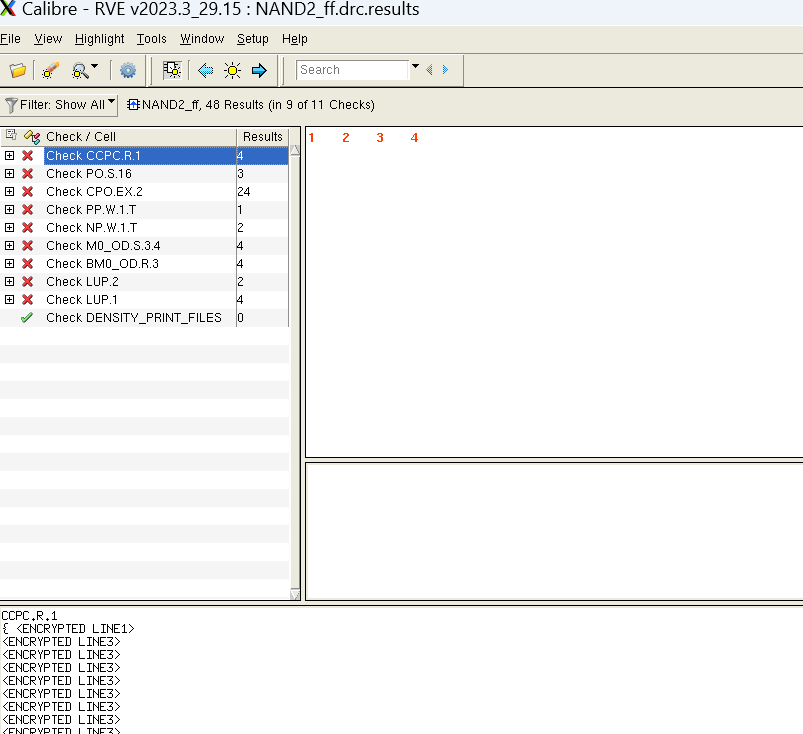 Calibre - RVE v2023.3_29.15 : NAND2_ff.drc.results
File View Highlight Tools Window Setup Help
Search
Filter: Show All NAND2_ff, 48 Results (in 9 of 11 Checks)
Check / Cell Results
Check CCPC.R.1 4
Check PO.S.16 3
Check CPO.EX.2 24
Check PP.W.1.T 1
Check NP.W.1.T 2
Check M0_OD.S.3.4 4
Check BM0_OD.R.3 4
Check LUP.2 2
Check LUP.1 4
Check DENSITY_PRINT_FILES 0
1 2 3 4
CCPC.R.1
{ <ENCRYPTED LINE1>
<ENCRYPTED LINE3>
<ENCRYPTED LINE3>
<ENCRYPTED LINE3>
<ENCRYPTED LINE3>
<ENCRYPTED LINE3>
<ENCRYPTED LINE3>
<ENCRYPTED LINE3>
<ENCRYPTED LINE3>